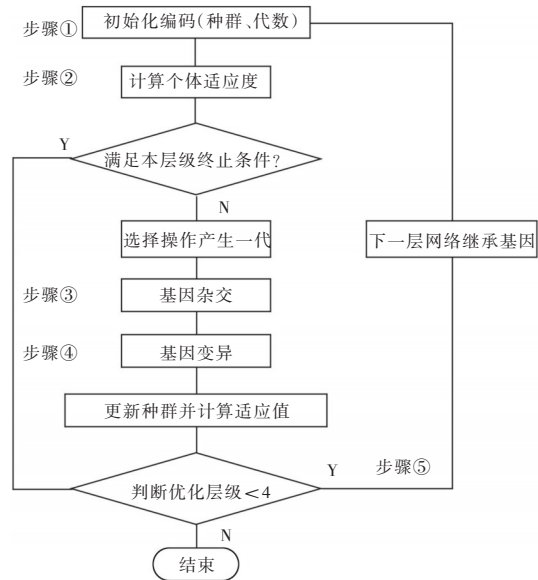 步骤①
初始化编码(种群、代数)
步骤②
计算个体适应度
Y
满足本层级终止条件?
N
选择操作产生一代
下一层网络继承基因
步骤③
基因杂交
步骤④
基因变异
更新种群并计算适应值
Y
步骤⑤
判断优化层级<4
N
结束